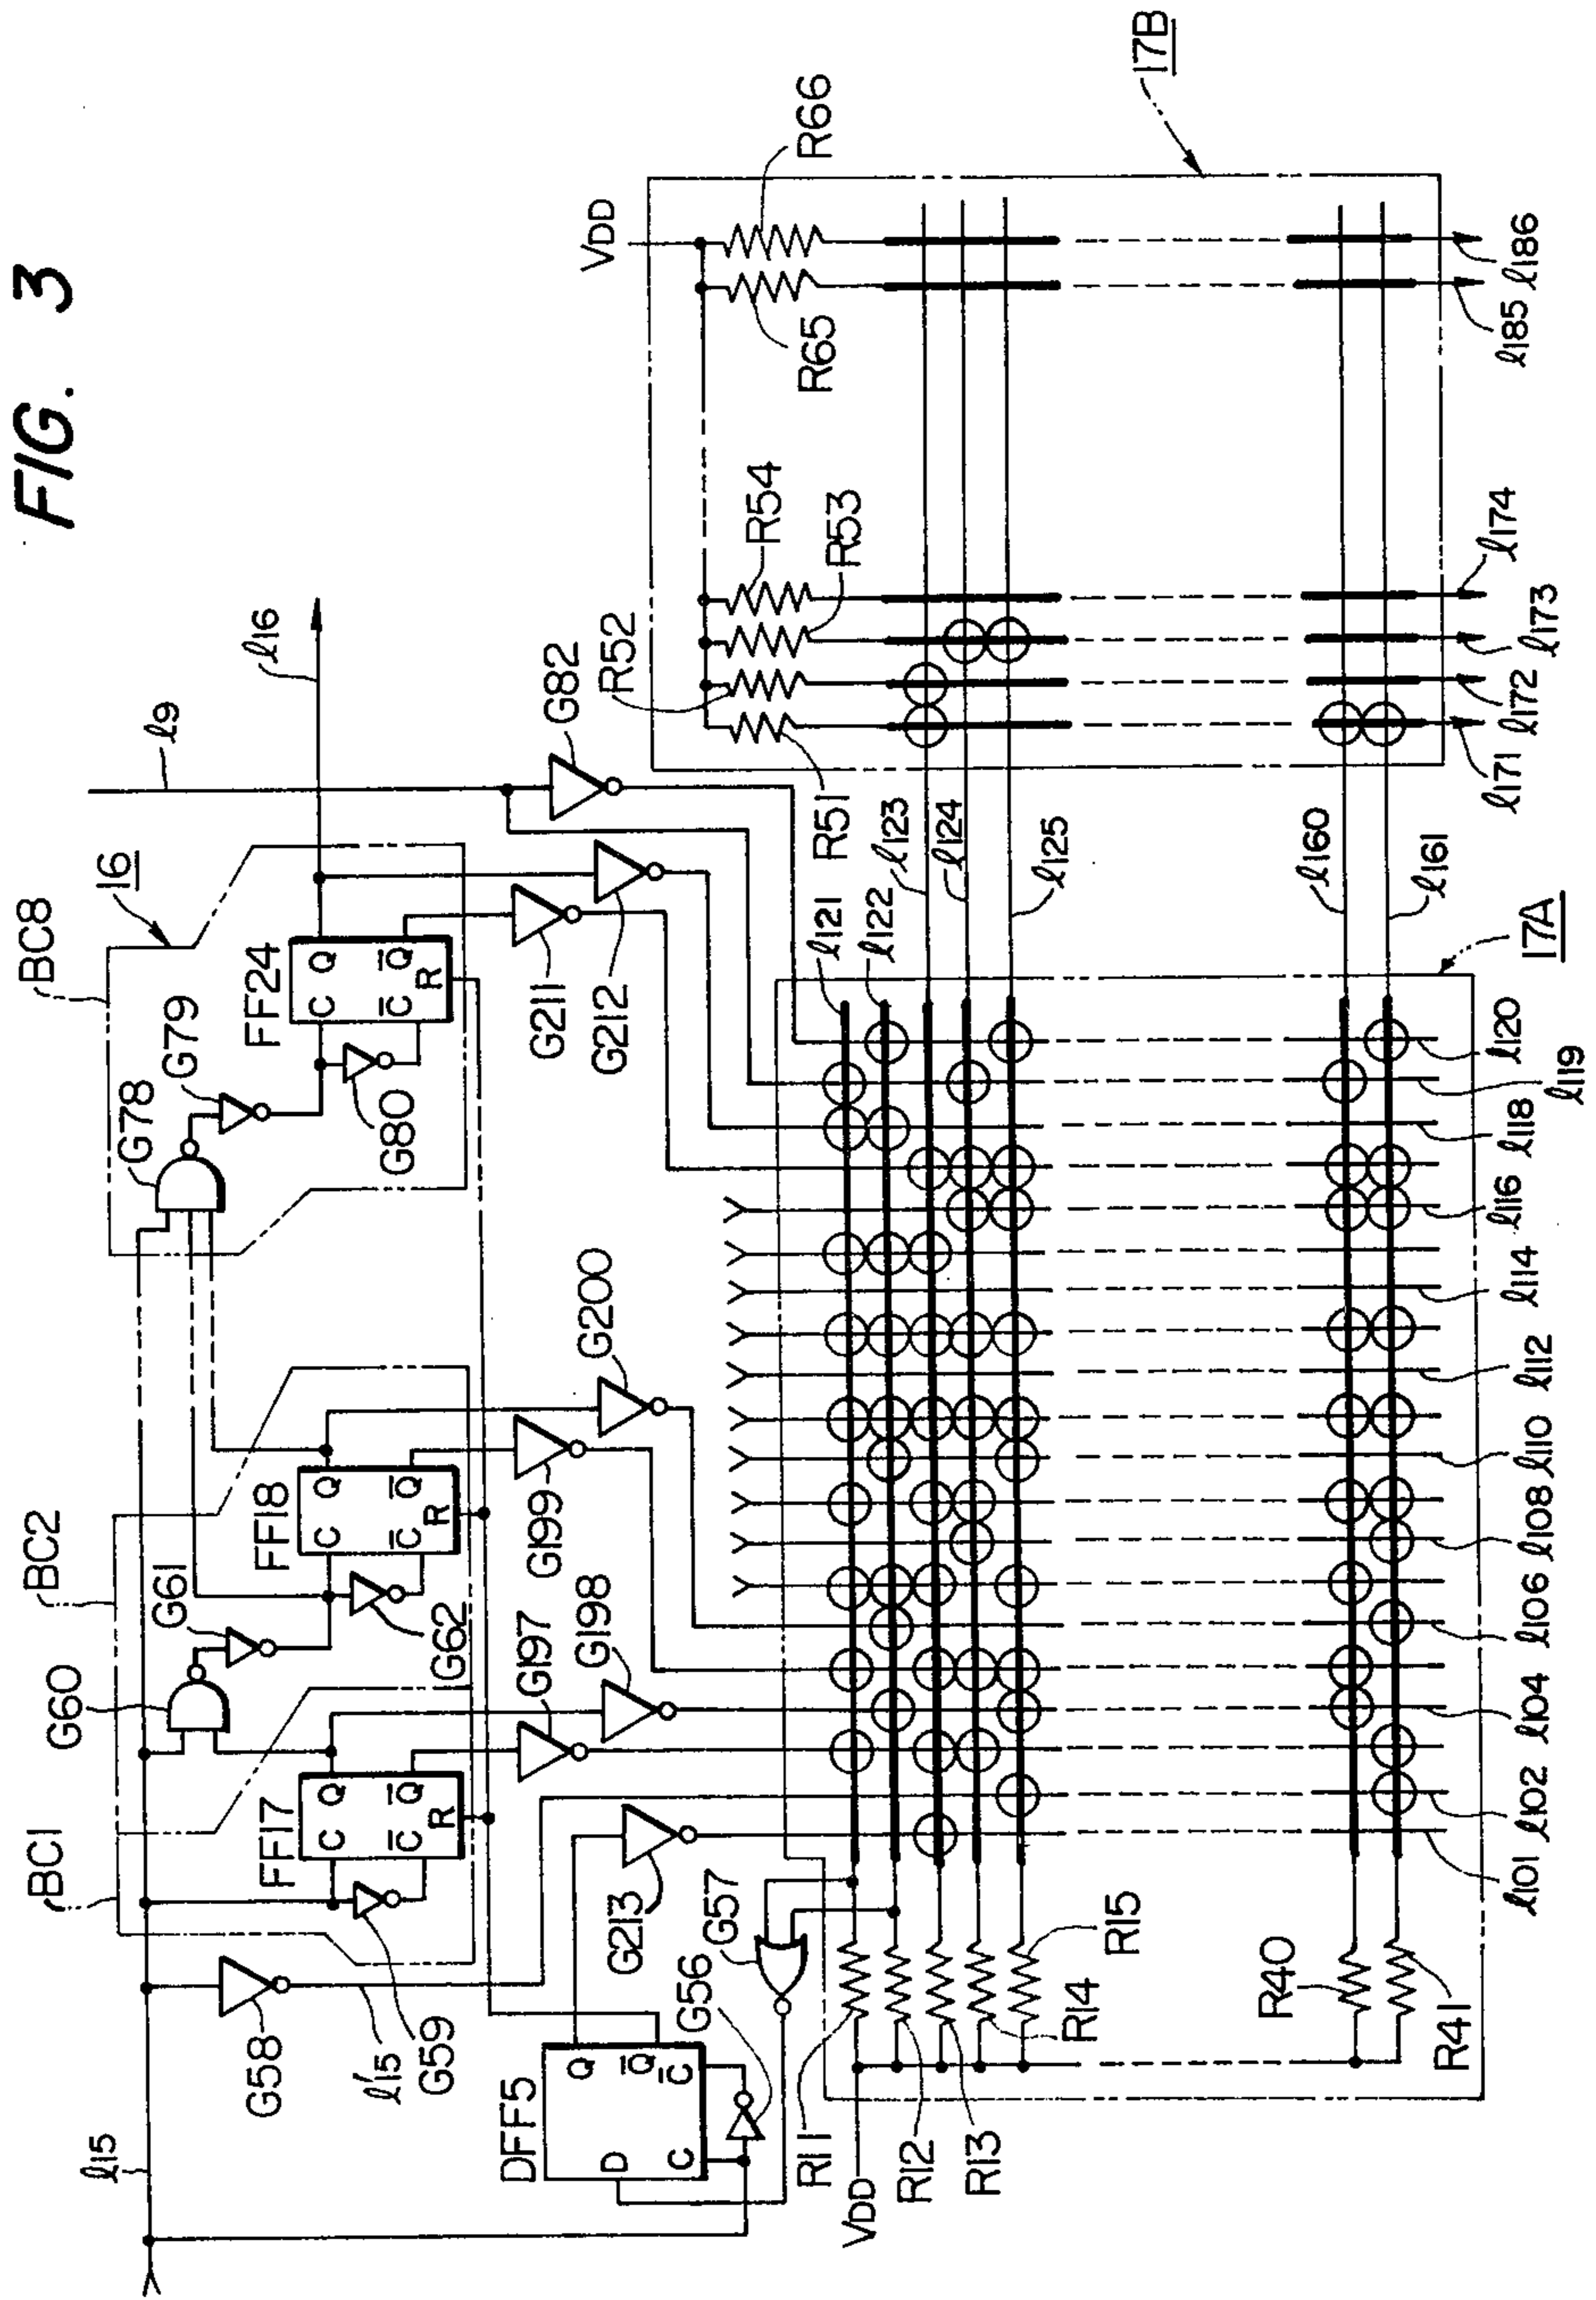 FIG. 3
BC8
16
l16
l9
G78
G79
FF24
C
Q
C
Q
R
G80
G211
G212
G82
BC2
G60
G61
FF18
C
Q
C
Q
R
G62
G199
G200
BC1
FF17
C
Q
C
Q
R
G197
G198
l15
G58
l'15
G59
DFF5
D
Q
Q
C
C
G213
G57
G56
VDD
R66
R65
R54
R53
R52
R51
17B
l121
l122
l123
l124
l125
l160
l161
l171
l172
l173
l174
l185
l186
17A
R11
VDD
R12
R13
R14
R15
R40
R41
l101
l102
l104
l106
l108
l110
l112
l114
l116
l118
l119
l120